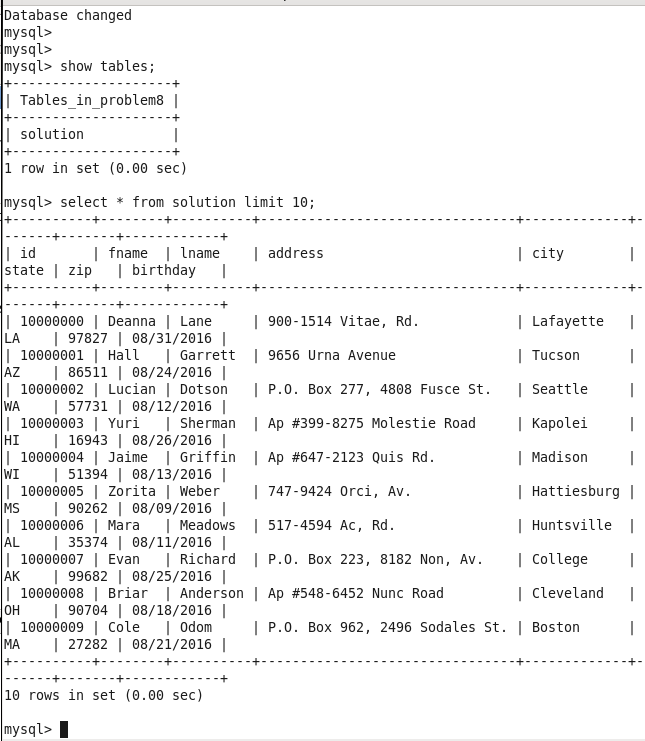 Database changed
mysql>
mysql>
mysql> show tables;
+--------------------+
| Tables_in_problem8 |
+--------------------+
| solution           |
+--------------------+
1 row in set (0.00 sec)

mysql> select * from solution limit 10;
+----------+--------+----------+--------------------------------+-------------+-
------+-------+------------+
| id       | fname  | lname    | address                        | city        |
state | zip   | birthday   |
+----------+--------+----------+--------------------------------+-------------+-
------+-------+------------+
| 10000000 | Deanna | Lane     | 900-1514 Vitae, Rd.            | Lafayette   |
LA    | 97827 | 08/31/2016 |
| 10000001 | Hall   | Garrett  | 9656 Urna Avenue               | Tucson      |
AZ    | 86511 | 08/24/2016 |
| 10000002 | Lucian | Dotson   | P.O. Box 277, 4808 Fusce St.   | Seattle     |
WA    | 57731 | 08/12/2016 |
| 10000003 | Yuri   | Sherman  | Ap #399-8275 Molestie Road     | Kapolei     |
HI    | 16943 | 08/26/2016 |
| 10000004 | Jaime  | Griffin  | Ap #647-2123 Quis Rd.          | Madison     |
WI    | 51394 | 08/13/2016 |
| 10000005 | Zorita | Weber    | 747-9424 Orci, Av.             | Hattiesburg |
MS    | 90262 | 08/09/2016 |
| 10000006 | Mara   | Meadows  | 517-4594 Ac, Rd.               | Huntsville  |
AL    | 35374 | 08/11/2016 |
| 10000007 | Evan   | Richard  | P.O. Box 223, 8182 Non, Av.    | College     |
AK    | 99682 | 08/25/2016 |
| 10000008 | Briar  | Anderson | Ap #548-6452 Nunc Road         | Cleveland   |
OH    | 90704 | 08/18/2016 |
| 10000009 | Cole   | Odom     | P.O. Box 962, 2496 Sodales St. | Boston      |
MA    | 27282 | 08/21/2016 |
+----------+--------+----------+--------------------------------+-------------+-
------+-------+------------+
10 rows in set (0.00 sec)

mysql>